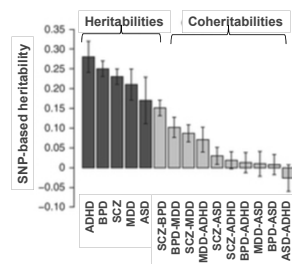 Heritabilities Coheritabilities
SNP-based heritability
0.35
0.30
0.25
0.20
0.15
0.10
0.05
0
−0.05
−0.10
ADHD
BPD
SCZ
MDD
ASD
SCZ-BPD
BPD-MDD
SCZ-MDD
MDD-ADHD
SCZ-ASD
SCZ-ADHD
BPD-ADHD
MDD-ASD
BPD-ASD
ASD-ADHD